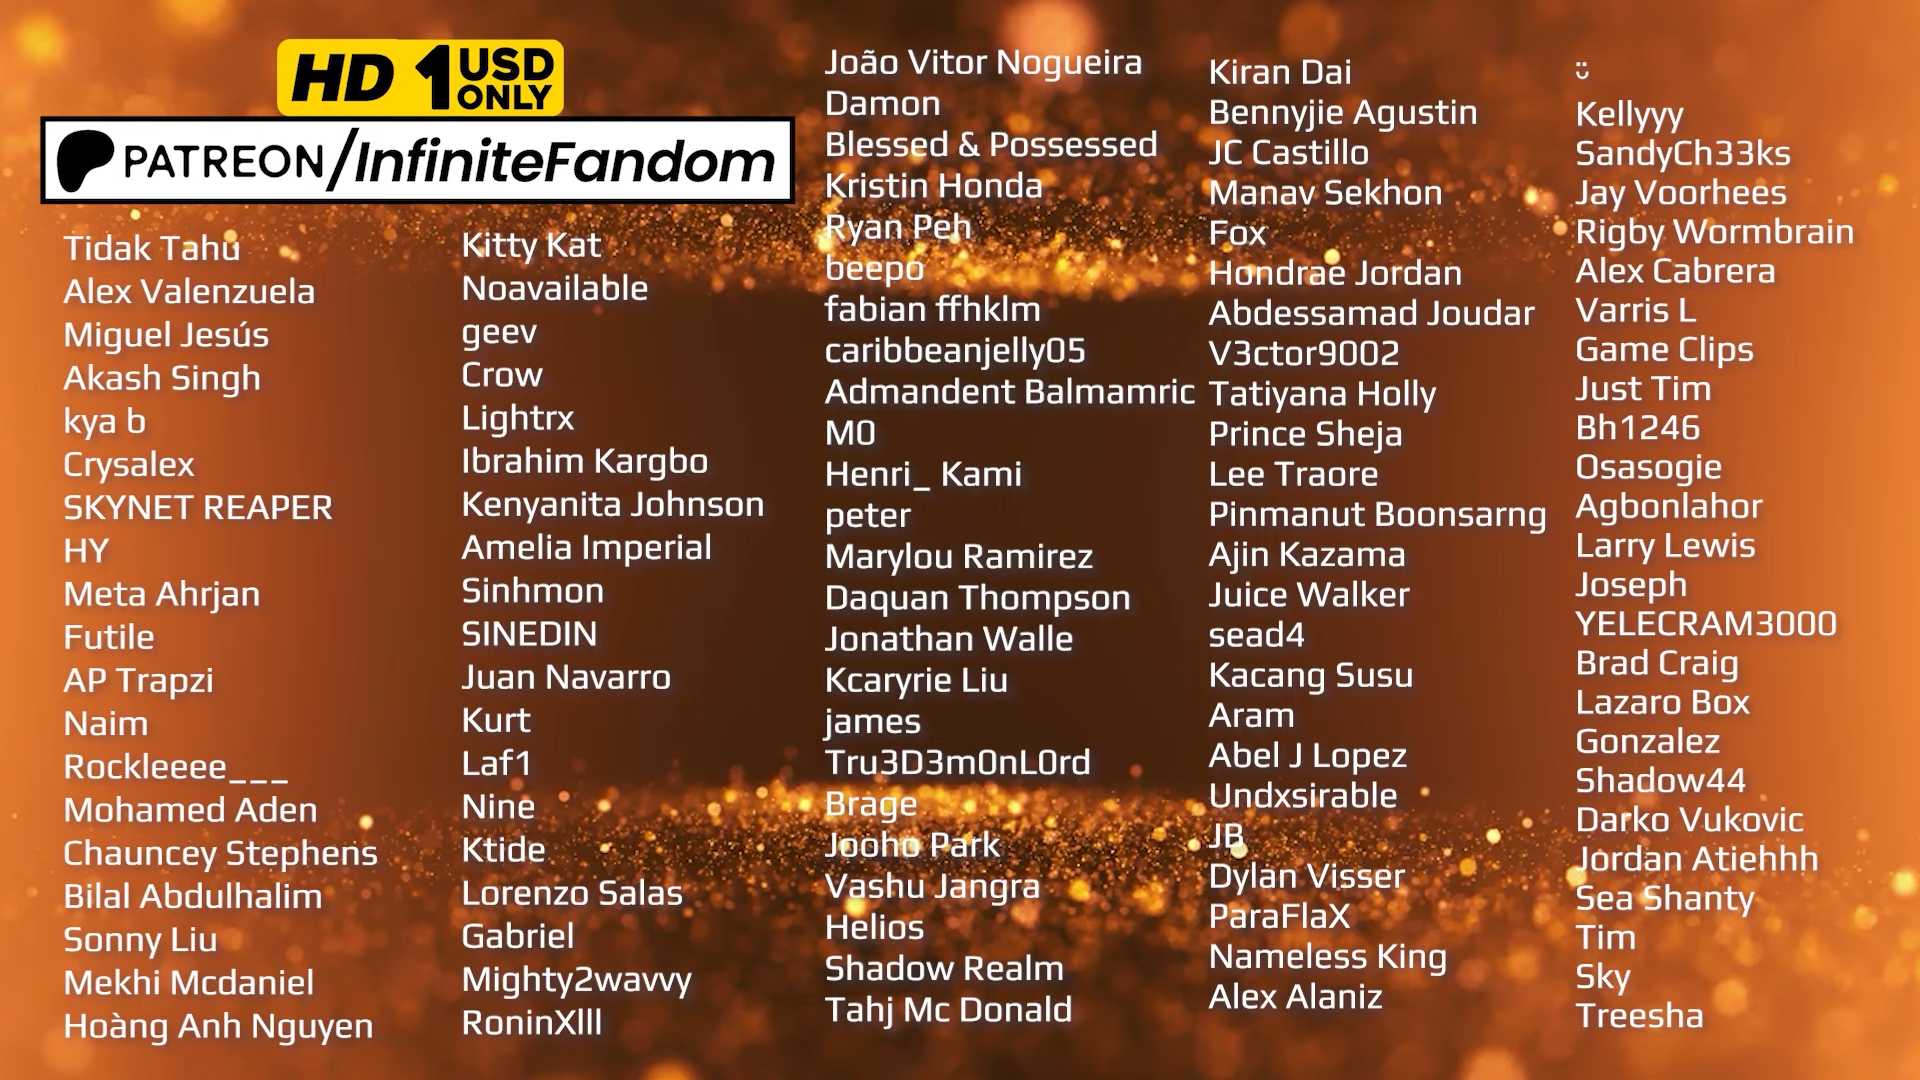 HD 1 USD ONLY
PATREON/InfiniteFandom
Tidak Tahu
Alex Valenzuela
Miguel Jesús
Akash Singh
kya b
Crysalex
SKYNET REAPER
HY
Meta Ahrjan
Futile
AP Trapzi
Naim
Rockleeee___
Mohamed Aden
Chauncey Stephens
Bilal Abdulhalim
Sonny Liu
Mekhi Mcdaniel
Hoàng Anh Nguyen
Kitty Kat
Noavailable
geev
Crow
Lightrx
Ibrahim Kargbo
Kenyanita Johnson
Amelia Imperial
Sinhmon
SINEDIN
Juan Navarro
Kurt
Laf1
Nine
Ktide
Lorenzo Salas
Gabriel
Mighty2wavvy
RoninXlll
João Vitor Nogueira
Damon
Blessed & Possessed
Kristin Honda
Ryan Peh
beepo
fabian ffhklm
caribbeanjelly05
Admandent Balmamric
M0
Henri_ Kami
peter
Marylou Ramirez
Daquan Thompson
Jonathan Walle
Kcaryrie Liu
james
Tru3D3m0nL0rd
Brage
Jooho Park
Vashu Jangra
Helios
Shadow Realm
Tahj Mc Donald
Kiran Dai
Bennyjie Agustin
JC Castillo
Manav Sekhon
Fox
Hondrae Jordan
Abdessamad Joudar
V3ctor9002
Tatiyana Holly
Prince Sheja
Lee Traore
Pinmanut Boonsarng
Ajin Kazama
Juice Walker
sead4
Kacang Susu
Aram
Abel J Lopez
Undxsirable
JB
Dylan Visser
ParaFlaX
Nameless King
Alex Alaniz
Kellyyy
SandyCh33ks
Jay Voorhees
Rigby Wormbrain
Alex Cabrera
Varris L
Game Clips
Just Tim
Bh1246
Osasogie
Agbonlahor
Larry Lewis
Joseph
YELECRAM3000
Brad Craig
Lazaro Box
Gonzalez
Shadow44
Darko Vukovic
Jordan Atiehhh
Sea Shanty
Tim
Sky
Treesha